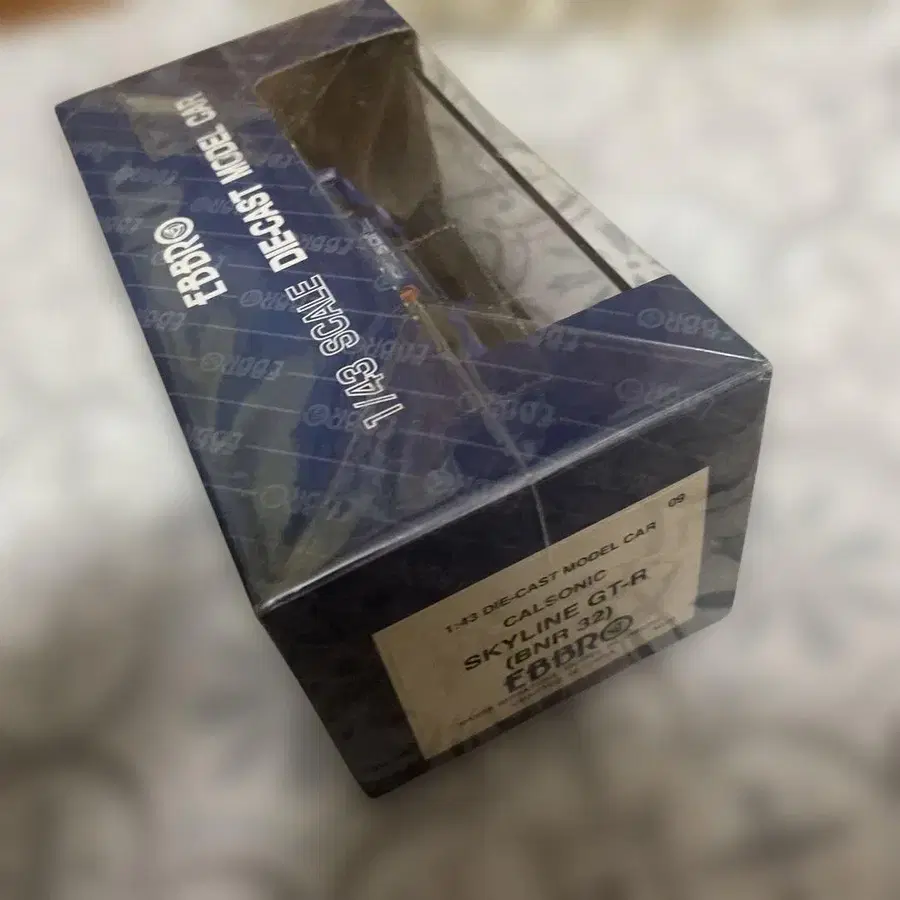 EBBRO
1/43 SCALE DIE-CAST MODEL CAR
1:43 DIE-CAST MODEL CAR 09
CALSONIC
SKYLINE GT-R
(BNR 32)
EBBRO